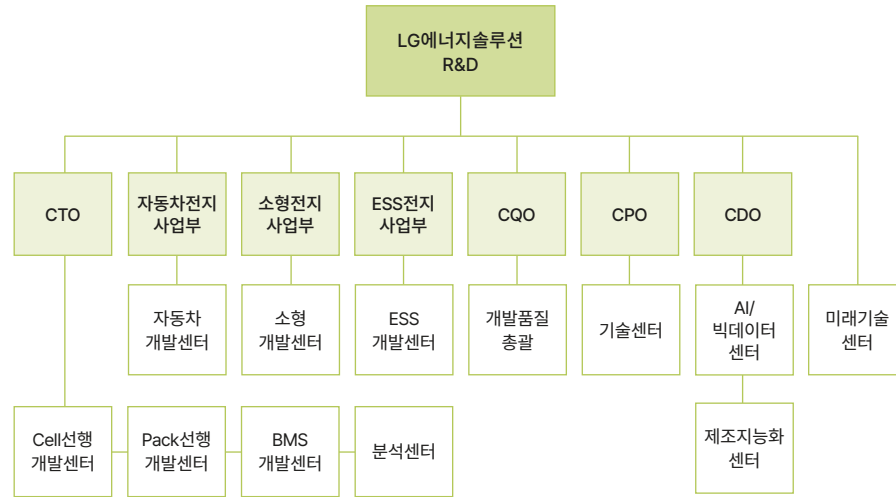 LG에너지솔루션
R&D
CTO
자동차전지
사업부
소형전지
사업부
ESS전지
사업부
CQO
CPO
CDO
자동차
개발센터
소형
개발센터
ESS
개발센터
개발품질
총괄
기술센터
AI/
빅데이터
센터
미래기술
센터
Cell선행
개발센터
Pack선행
개발센터
BMS
개발센터
분석센터
제조지능화
센터